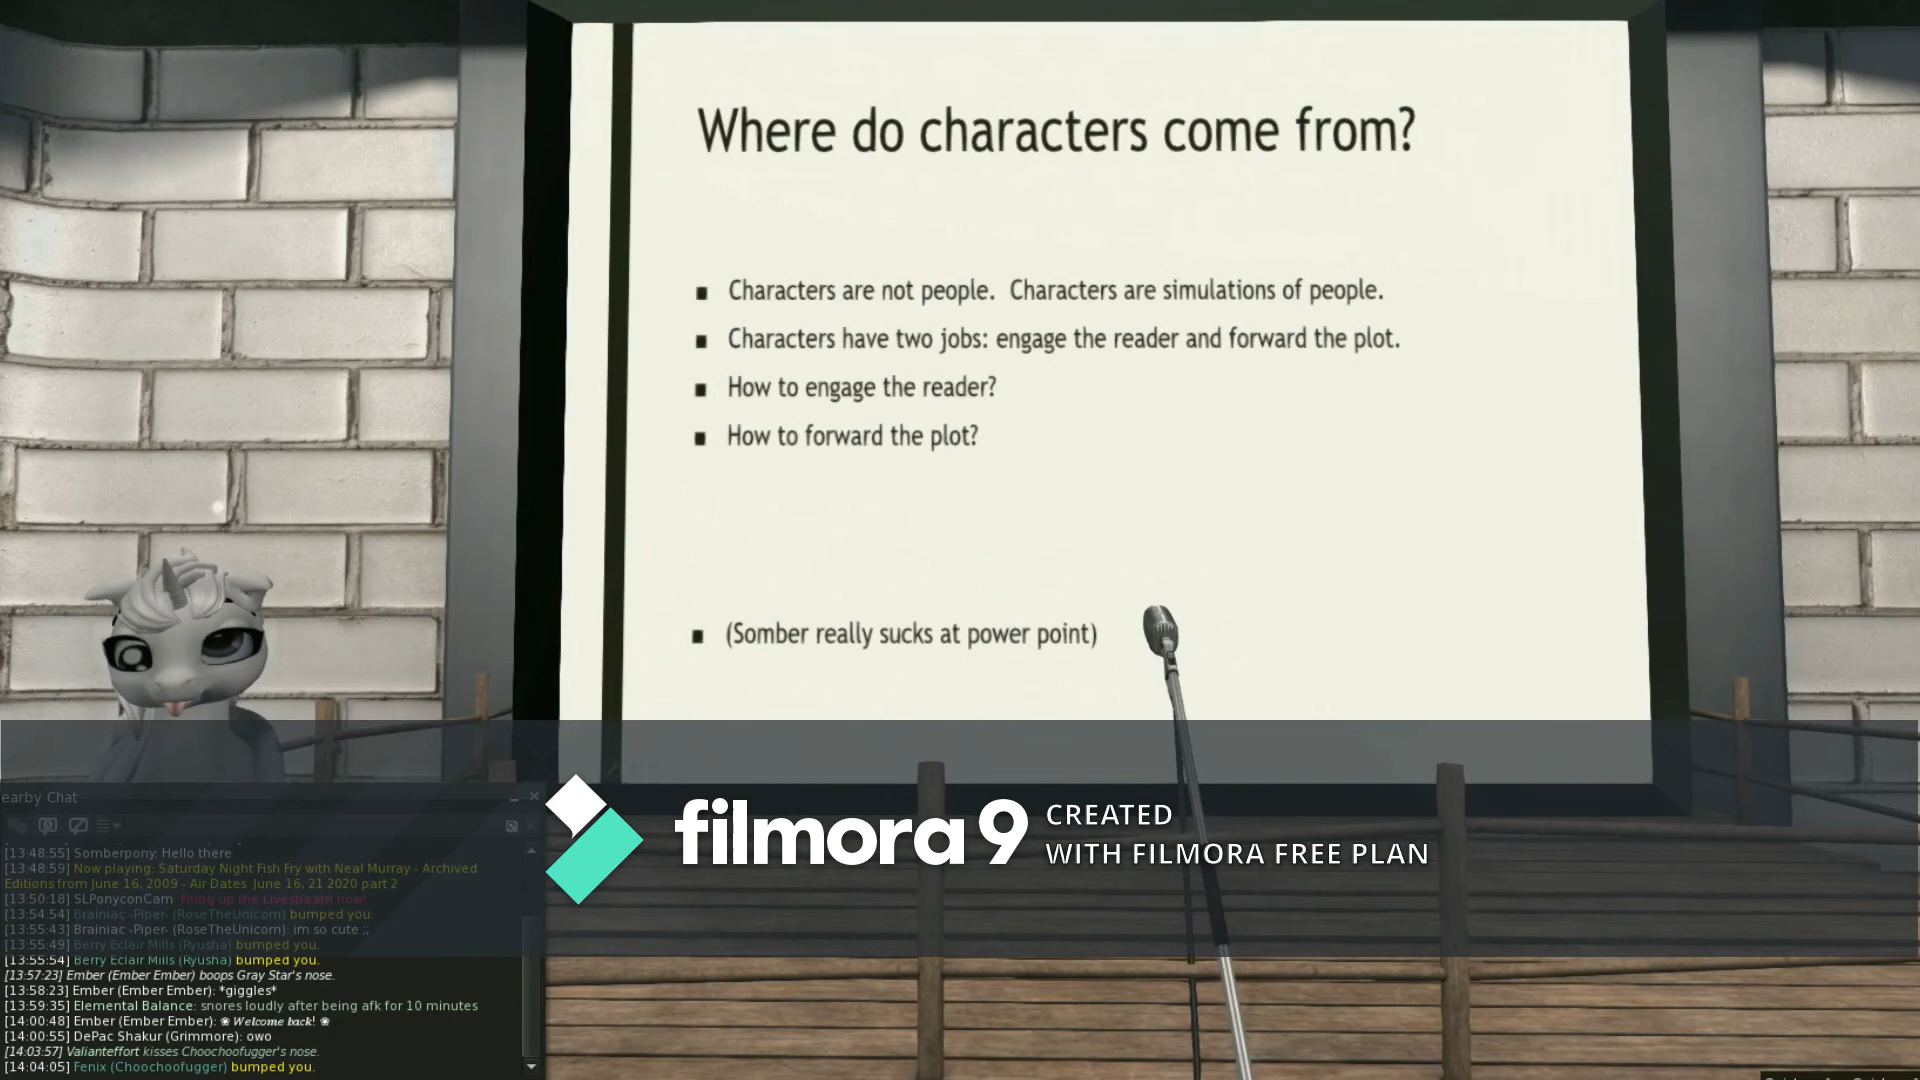 Where do characters come from?
Characters are not people. Characters are simulations of people.
Characters have two jobs: engage the reader and forward the plot.
How to engage the reader?
How to forward the plot?
(Somber really sucks at power point)
filmora 9 CREATED
WITH FILMORA FREE PLAN
earby Chat
[13:48:55] Somberpony: Hello there
[13:48:59] Now playing: Saturday Night Fish Fry with Neal Murray - Archived
Editions from June 16, 2009 - Air Dates June 16, 21 2020 part 2
[13:50:18] SLPonyconCam: Firing up the Livestream now!
[13:54:54] Brainiac -Piper- (RoseTheUnicorn) bumped you.
[13:55:43] Brainiac -Piper- (RoseTheUnicorn): im so cute ;;
[13:55:49] Berry Eclair Mills (Ryusha) bumped you.
[13:55:54] Berry Eclair Mills (Ryusha) bumped you.
[13:57:23] Ember (Ember Ember) boops Gray Star's nose.
[13:58:23] Ember (Ember Ember): *giggles*
[13:59:35] Elemental Balance: snores loudly after being afk for 10 minutes
[14:00:48] Ember (Ember Ember): ❀ Welcome back! ❀
[14:00:55] DePac Shakur (Grimmore): owo
[14:03:57] Valianteffort kisses Choochoofugger's nose.
[14:04:05] Fenix (Choochoofugger) bumped you.